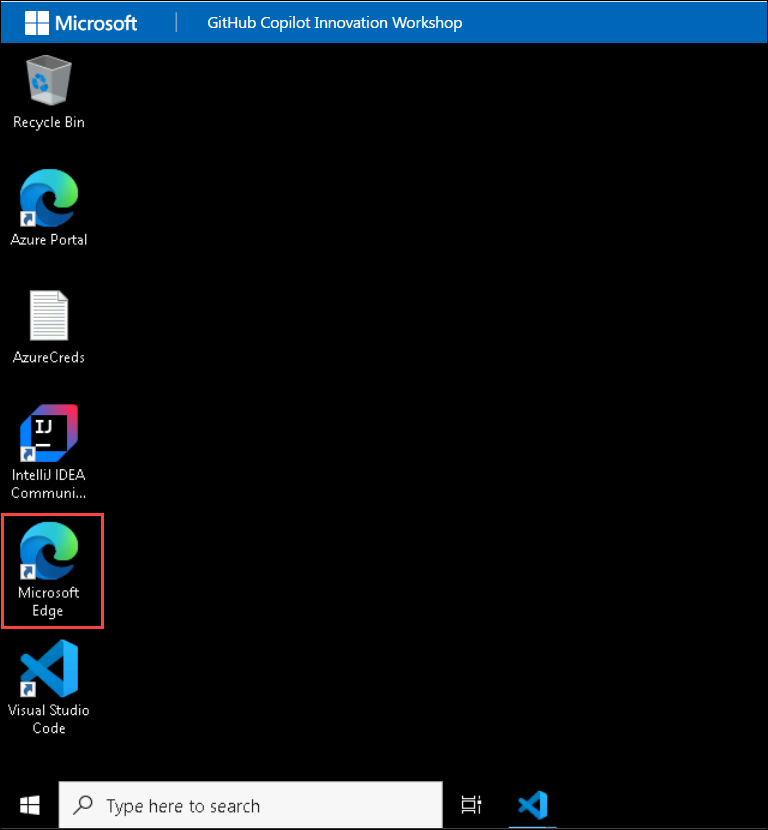 Microsoft | GitHub Copilot Innovation Workshop
Recycle Bin
Azure Portal
AzureCreds
IJ
IntelliJ IDEA
Communi...
Microsoft
Edge
Visual Studio
Code
Type here to search